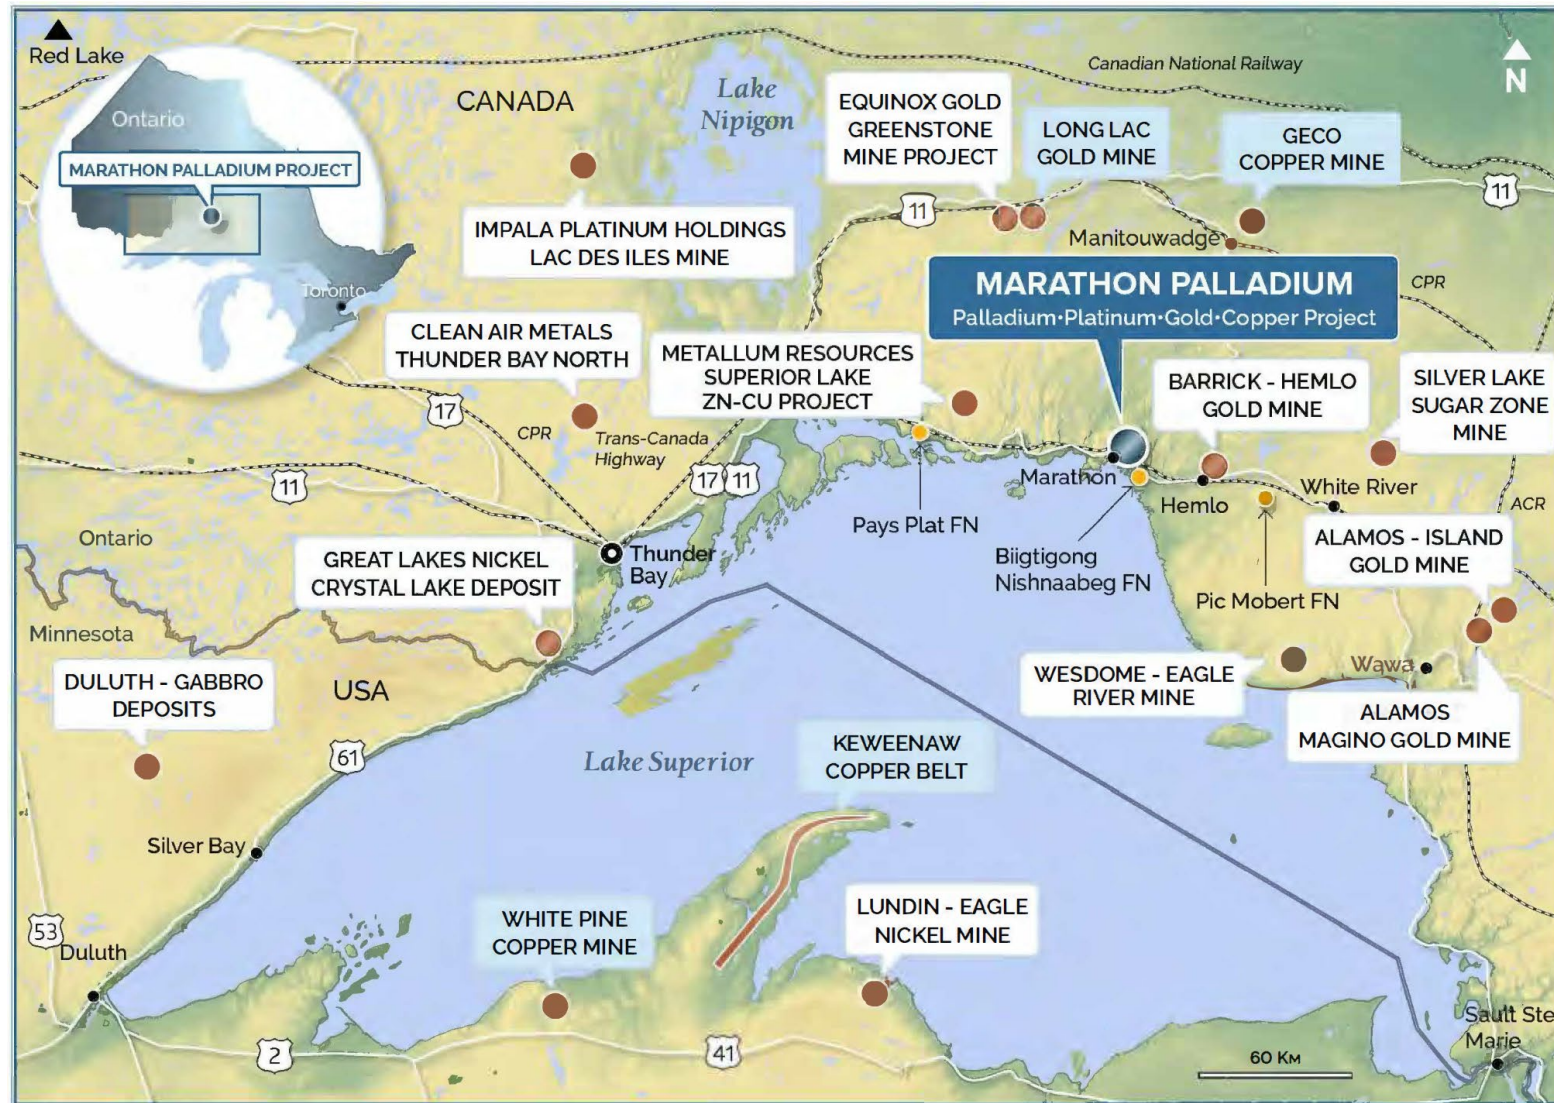 Red Lake
Ontario
MARATHON PALLADIUM PROJECT
Toronto
CANADA
Lake
Nipigon
Canadian National Railway
N
EQUINOX GOLD
GREENSTONE
MINE PROJECT
LONG LAC
GOLD MINE
GECO
COPPER MINE
11
11
IMPALA PLATINUM HOLDINGS
LAC DES ILES MINE
Manitouwadge
MARATHON PALLADIUM
Palladium•Platinum•Gold•Copper Project
CPR
CLEAN AIR METALS
THUNDER BAY NORTH
METALLUM RESOURCES
SUPERIOR LAKE
ZN-CU PROJECT
BARRICK - HEMLO
GOLD MINE
SILVER LAKE
SUGAR ZONE
MINE
17
CPR
Trans-Canada
Highway
17
11
11
Marathon
Hemlo
White River
ACR
Pays Plat FN
Biigtigong
Nishnaabeg FN
Pic Mobert FN
ALAMOS - ISLAND
GOLD MINE
Ontario
GREAT LAKES NICKEL
CRYSTAL LAKE DEPOSIT
Thunder
Bay
Minnesota
DULUTH - GABBRO
DEPOSITS
USA
WESDOME - EAGLE
RIVER MINE
Wawa
ALAMOS
MAGINO GOLD MINE
61
Lake Superior
KEWEENAW
COPPER BELT
Silver Bay
53
Duluth
WHITE PINE
COPPER MINE
LUNDIN - EAGLE
NICKEL MINE
2
41
60 KM
Sault Ste
Marie